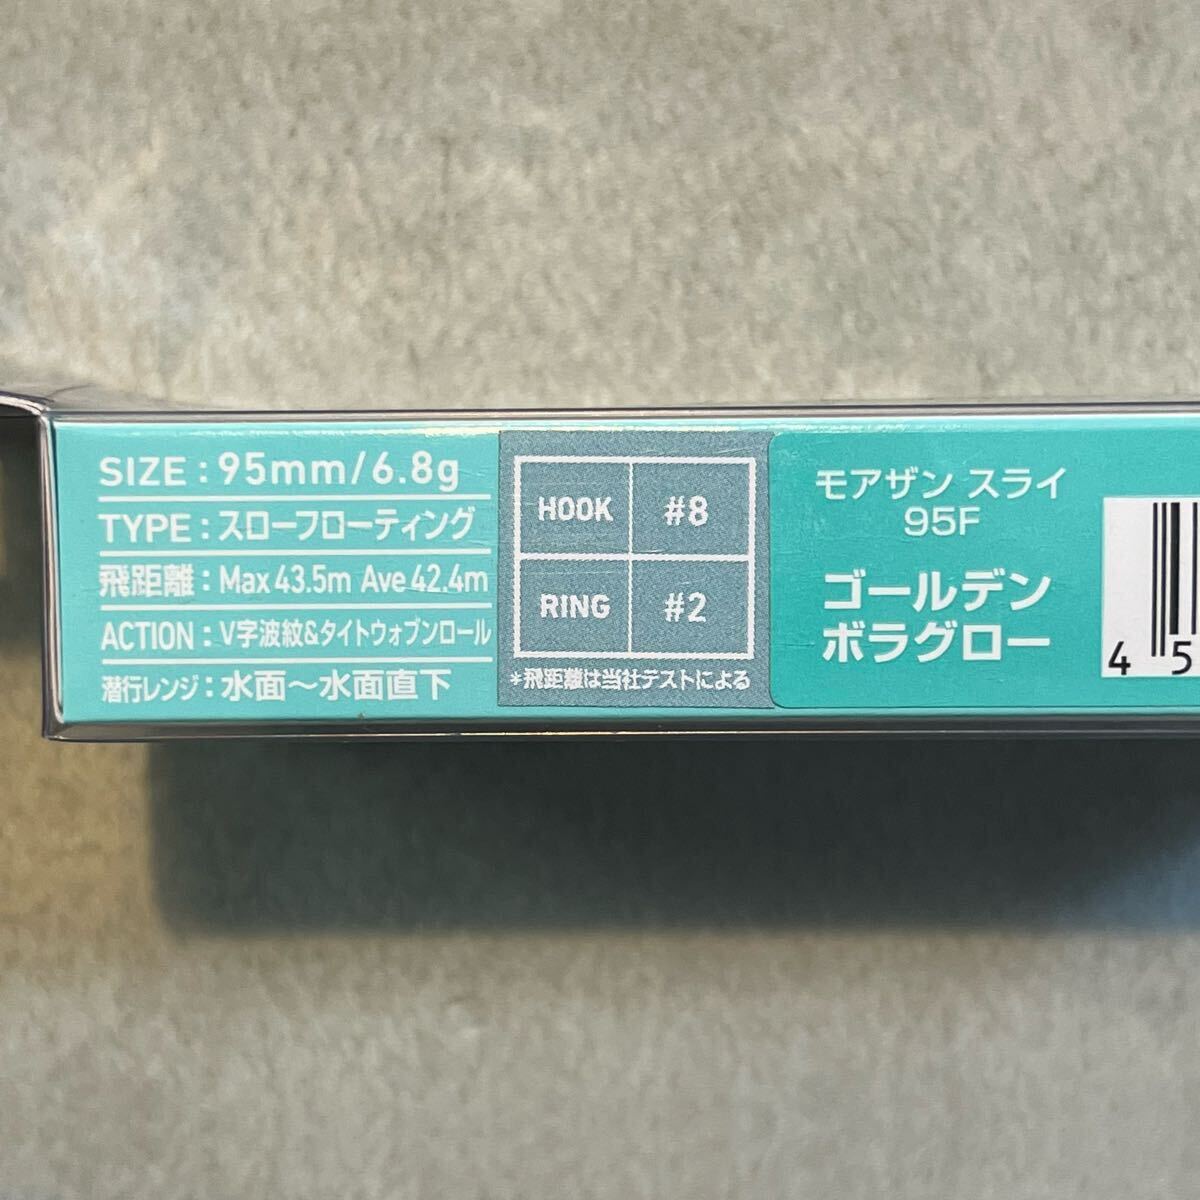 SIZE：95mm/6.8g
TYPE：スローフローティング
飛距離：Max 43.5m Ave 42.4m
ACTION：V字波紋&タイトウォブンロール
潜行レンジ：水面〜水面直下
HOOK #8
RING #2
*飛距離は当社テストによる
モアザン スライ
95F
ゴールデン
ボラグロー
4 5